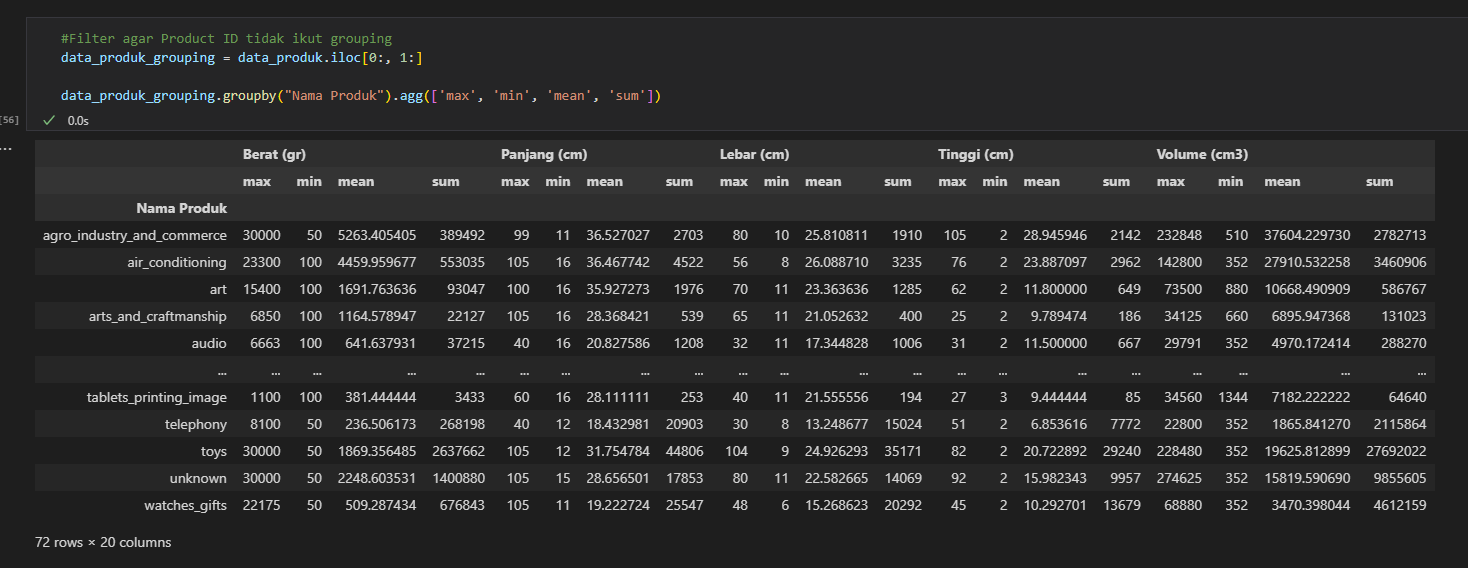 #Filter agar Product ID tidak ikut grouping
data_produk_grouping = data_produk.iloc[0:, 1:]
data_produk_grouping.groupby("Nama Produk").agg(['max', 'min', 'mean', 'sum'])
[56] 0.0s
...
Berat (gr) Panjang (cm) Lebar (cm) Tinggi (cm) Volume (cm3)
max min mean sum max min mean sum max min mean sum max min mean sum max min mean sum
Nama Produk
agro_industry_and_commerce 30000 50 5263.405405 389492 99 11 36.527027 2703 80 10 25.810811 1910 105 2 28.945946 2142 232848 510 37604.229730 2782713
air_conditioning 23300 100 4459.959677 553035 105 16 36.467742 4522 56 8 26.088710 3235 76 2 23.887097 2962 142800 352 27910.532258 3460906
art 15400 100 1691.763636 93047 100 16 35.927273 1976 70 11 23.363636 1285 62 2 11.800000 649 73500 880 10668.490909 586767
arts_and_craftmanship 6850 100 1164.578947 22127 105 16 28.368421 539 65 11 21.052632 400 25 2 9.789474 186 34125 660 6895.947368 131023
audio 6663 100 641.637931 37215 40 16 20.827586 1208 32 11 17.344828 1006 31 2 11.500000 667 29791 352 4970.172414 288270
... ... ... ... ... ... ... ... ... ... ... ... ... ... ... ... ... ... ... ... ...
tablets_printing_image 1100 100 381.444444 3433 60 16 28.111111 253 40 11 21.555556 194 27 3 9.444444 85 34560 1344 7182.222222 64640
telephony 8100 50 236.506173 268198 40 12 18.432981 20903 30 8 13.248677 15024 51 2 6.853616 7772 22800 352 1865.841270 2115864
toys 30000 50 1869.356485 2637662 105 12 31.754784 44806 104 9 24.926293 35171 82 2 20.722892 29240 228480 352 19625.812899 27692022
unknown 30000 50 2248.603531 1400880 105 15 28.656501 17853 80 11 22.582665 14069 92 2 15.982343 9957 274625 352 15819.590690 9855605
watches_gifts 22175 50 509.287434 676843 105 11 19.222724 25547 48 6 15.268623 20292 45 2 10.292701 13679 68880 352 3470.398044 4612159
72 rows × 20 columns